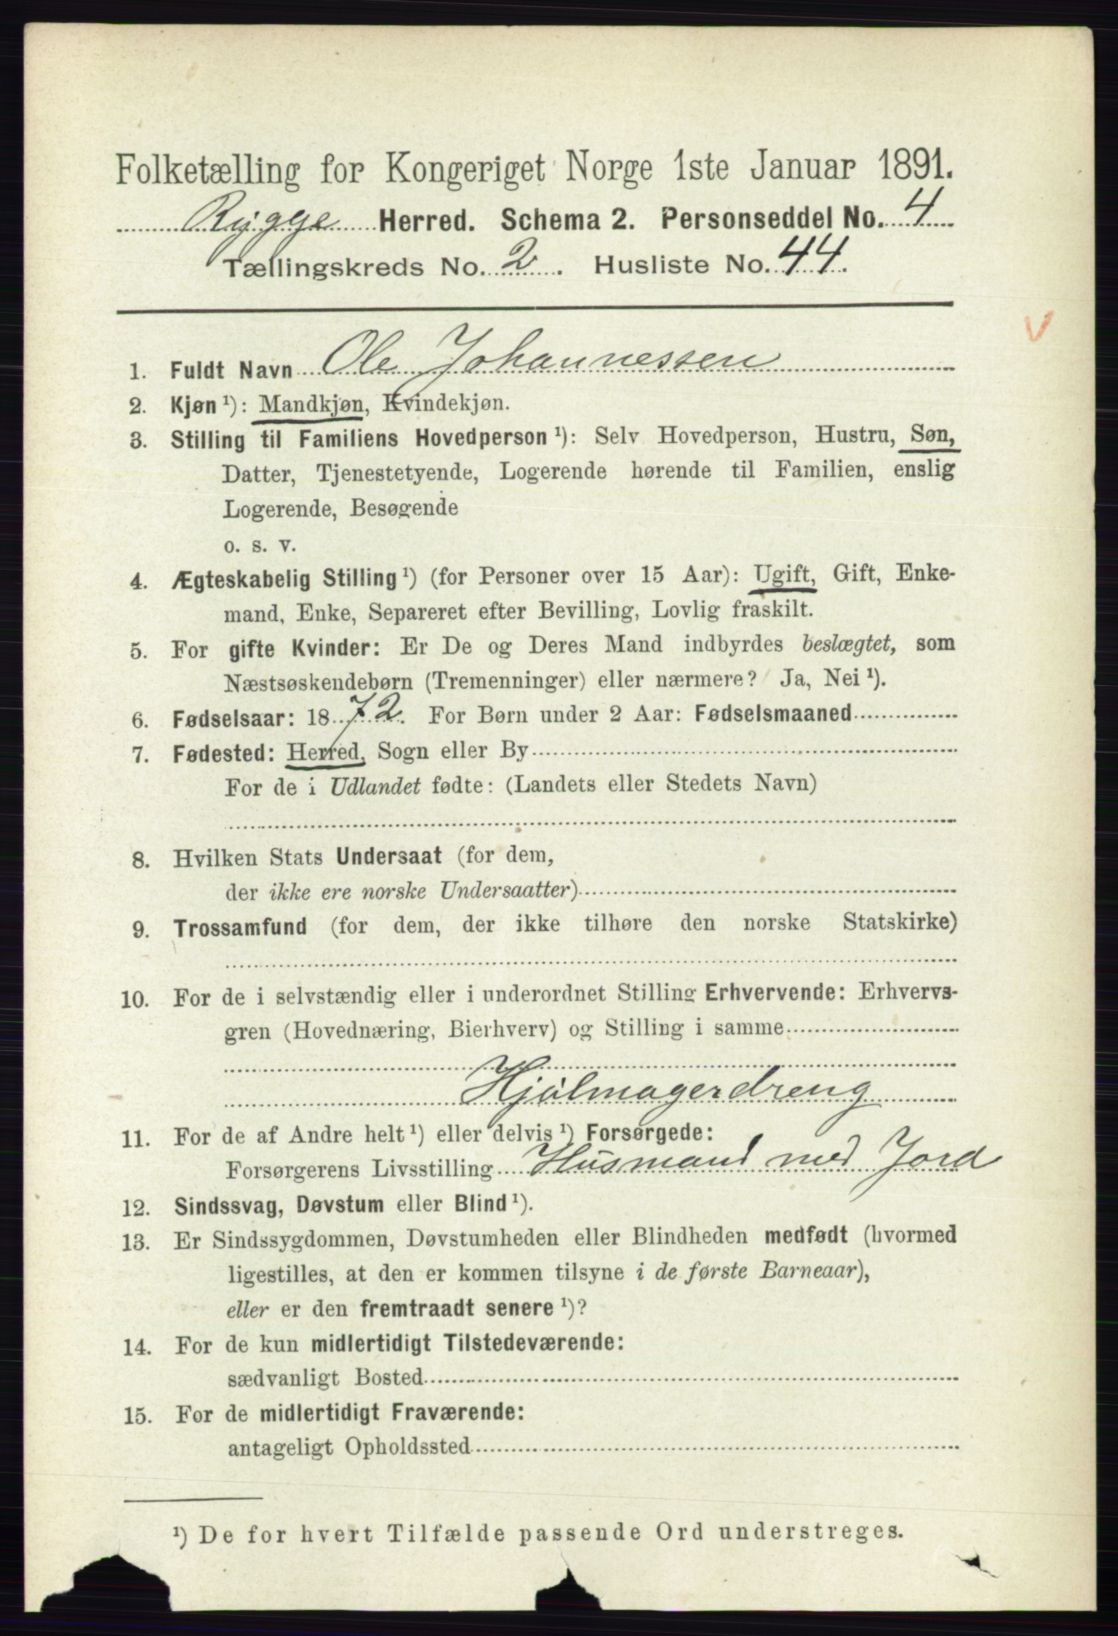 Folketælling for Kongeriget Norge 1ste Januar 1891.
Rygge Herred. Schema 2. Personseddel No. 4
Tællingskreds No. 2. Husliste No. 44.
1. Fuldt Navn Ole Johannessen
2. Kjøn ¹): Mandkjøn, Kvindekjøn.
3. Stilling til Familiens Hovedperson ¹): Selv Hovedperson, Hustru, Søn,
Datter, Tjenestetyende, Logerende hørende til Familien, enslig
Logerende, Besøgende
o. s. v.
4. Ægteskabelig Stilling ¹) (for Personer over 15 Aar): Ugift, Gift, Enke-
mand, Enke, Separeret efter Bevilling, Lovlig fraskilt.
5. For gifte Kvinder: Er De og Deres Mand indbyrdes beslægtet, som
Næstsøskendebørn (Tremenninger) eller nærmere? Ja, Nei ¹).
6. Fødselsaar: 1872. For Børn under 2 Aar: Fødselsmaaned
7. Fødested: Herred, Sogn eller By
For de i Udlandet fødte: (Landets eller Stedets Navn)
8. Hvilken Stats Undersaat (for dem,
der ikke ere norske Undersaatter)
9. Trossamfund (for dem, der ikke tilhøre den norske Statskirke)
10. For de i selvstændig eller i underordnet Stilling Erhvervende: Erhvervs-
gren (Hovednæring, Bierhverv) og Stilling i samme
Hjulmagerdreng
11. For de af Andre helt ¹) eller delvis ¹) Forsørgede:
Forsørgerens Livsstilling Husmand med Jord
12. Sindssvag, Døvstum eller Blind ¹).
13. Er Sindssygdommen, Døvstumheden eller Blindheden medfødt (hvormed
ligestilles, at den er kommen tilsyne i de første Barneaar),
eller er den fremtraadt senere ¹)?
14. For de kun midlertidigt Tilstedeværende:
sædvanligt Bosted
15. For de midlertidigt Fraværende:
antageligt Opholdssted
¹) De for hvert Tilfælde passende Ord understreges.